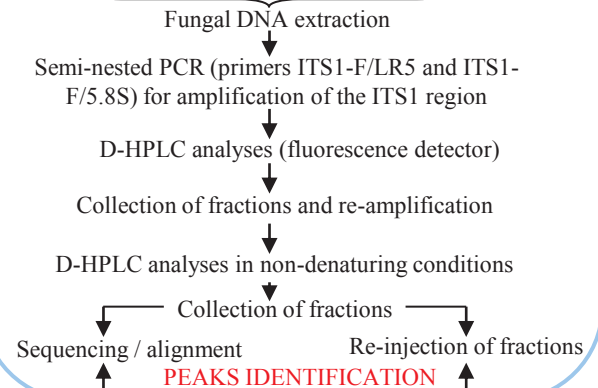 Fungal DNA extraction
Semi-nested PCR (primers ITS1-F/LR5 and ITS1-
F/5.8S) for amplification of the ITS1 region
D-HPLC analyses (fluorescence detector)
Collection of fractions and re-amplification
D-HPLC analyses in non-denaturing conditions
Collection of fractions
Sequencing / alignment
Re-injection of fractions
PEAKS IDENTIFICATION